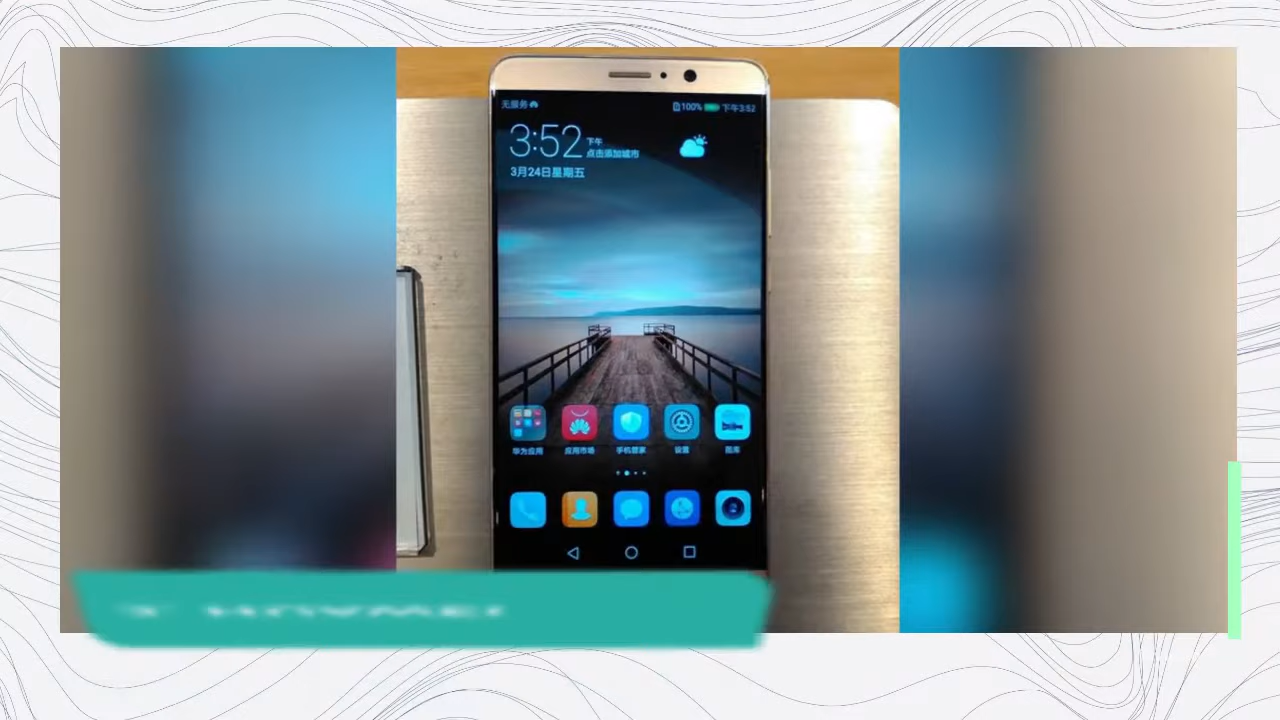 无服务
100% 下午3:52
3:52 下午
点击添加城市
3月24日星期五
华为应用 应用市场 手机管家 设置 图库